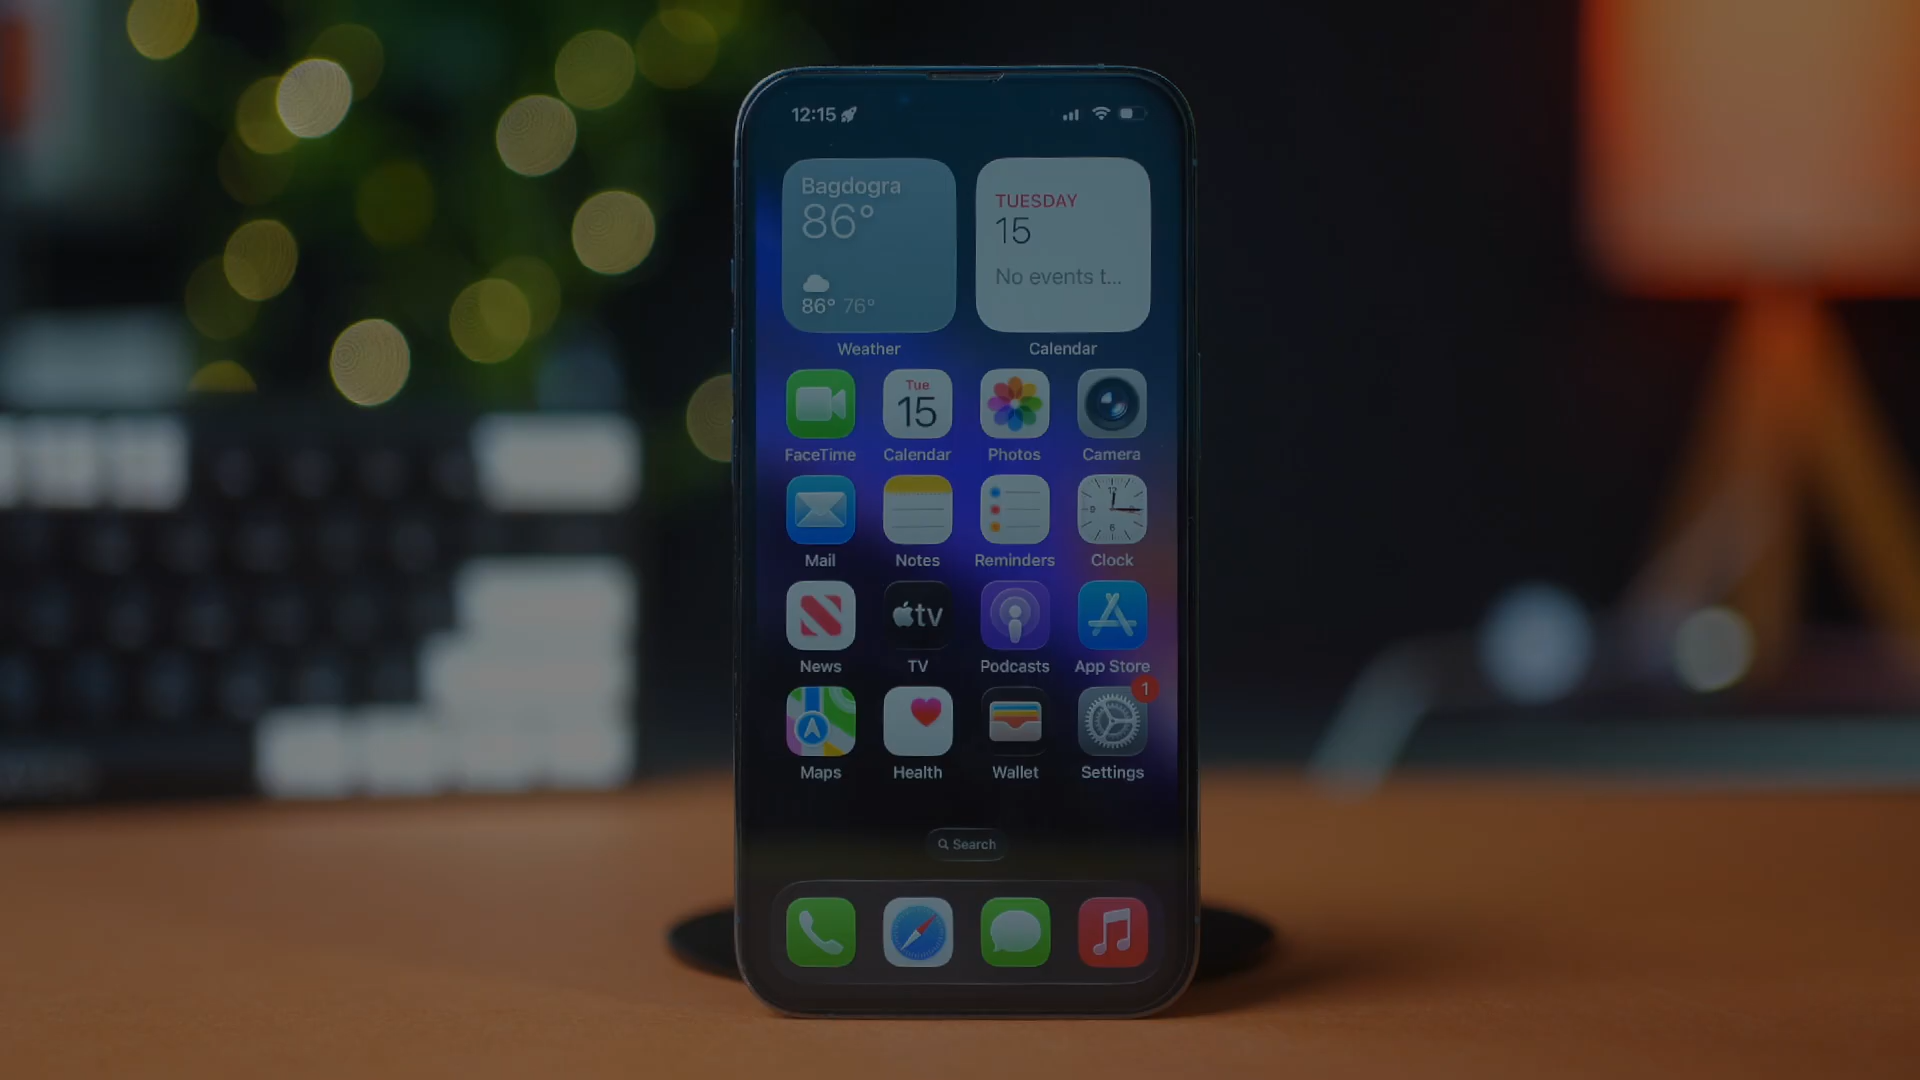 12:15
Bagdogra
86°
86° 76°
Weather
TUESDAY
15
No events t...
Calendar
FaceTime
Tue
15
Calendar
Photos
Camera
Mail
Notes
Reminders
12
Clock
News
tv
TV
Podcasts
App Store
Maps
Health
Wallet
1
Settings
Search